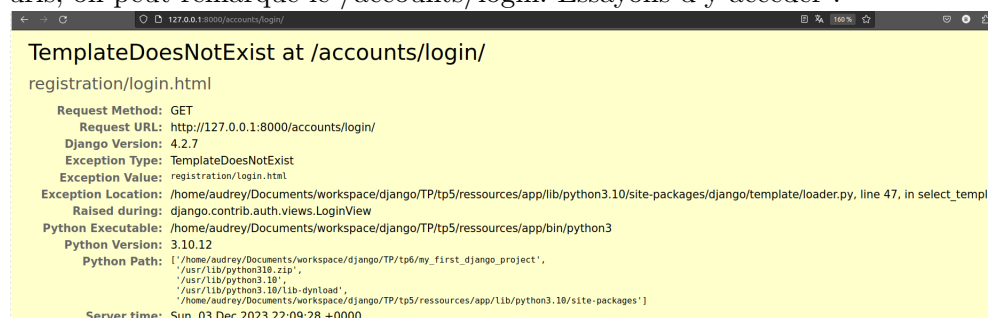 on peut remarqué le /accounts/login. Essayons d'y accéder :
127.0.0.1:8000/accounts/login/
160 %
TemplateDoesNotExist at /accounts/login/
registration/login.html
Request Method: GET
Request URL: http://127.0.0.1:8000/accounts/login/
Django Version: 4.2.7
Exception Type: TemplateDoesNotExist
Exception Value: registration/login.html
Exception Location: /home/audrey/Documents/workspace/django/TP/tp5/ressources/app/lib/python3.10/site-packages/django/template/loader.py, line 47, in select_templ
Raised during: django.contrib.auth.views.LoginView
Python Executable: /home/audrey/Documents/workspace/django/TP/tp5/ressources/app/bin/python3
Python Version: 3.10.12
Python Path: ['/home/audrey/Documents/workspace/django/TP/tp6/my_first_django_project',
'/usr/lib/python310.zip',
'/usr/lib/python3.10',
'/usr/lib/python3.10/lib-dynload',
'/home/audrey/Documents/workspace/django/TP/tp5/ressources/app/lib/python3.10/site-packages']
Server time: Sun, 03 Dec 2023 22:09:28 +0000